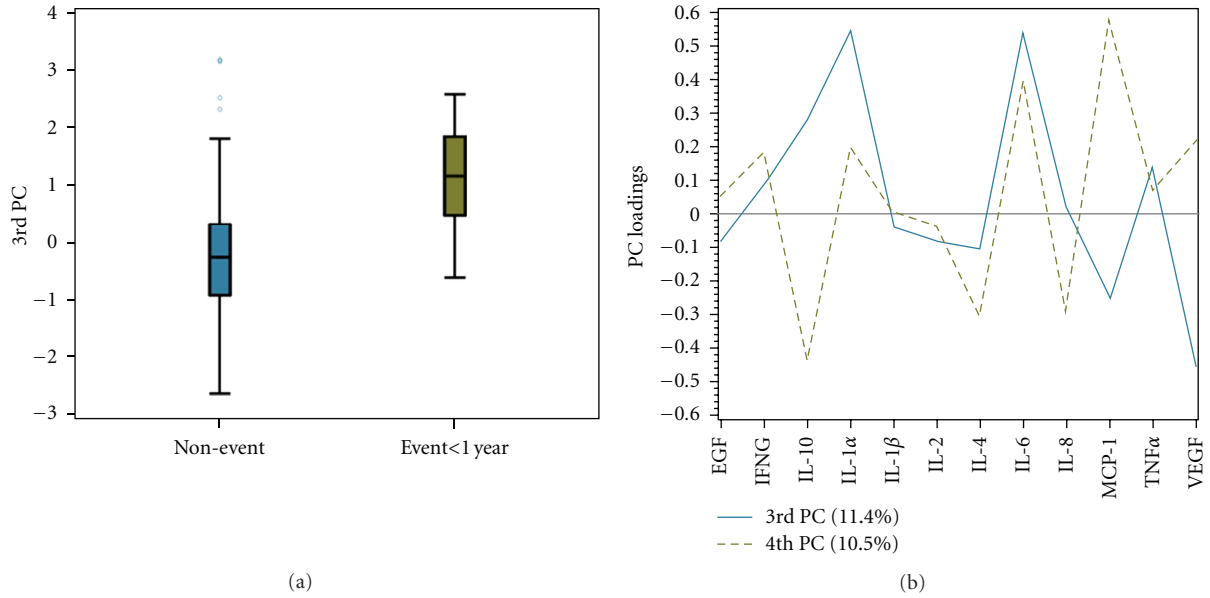 4
3
2
1
0
−1
−2
−3
3rd PC
Non-event
Event<1 year
(a)
0.6
0.5
0.4
0.3
0.2
0.1
0
−0.1
−0.2
−0.3
−0.4
−0.5
−0.6
PC loadings
EGF
IFNG
IL-10
IL-1α
IL-1β
IL-2
IL-4
IL-6
IL-8
MCP-1
TNFα
VEGF
3rd PC (11.4%)
4th PC (10.5%)
(b)